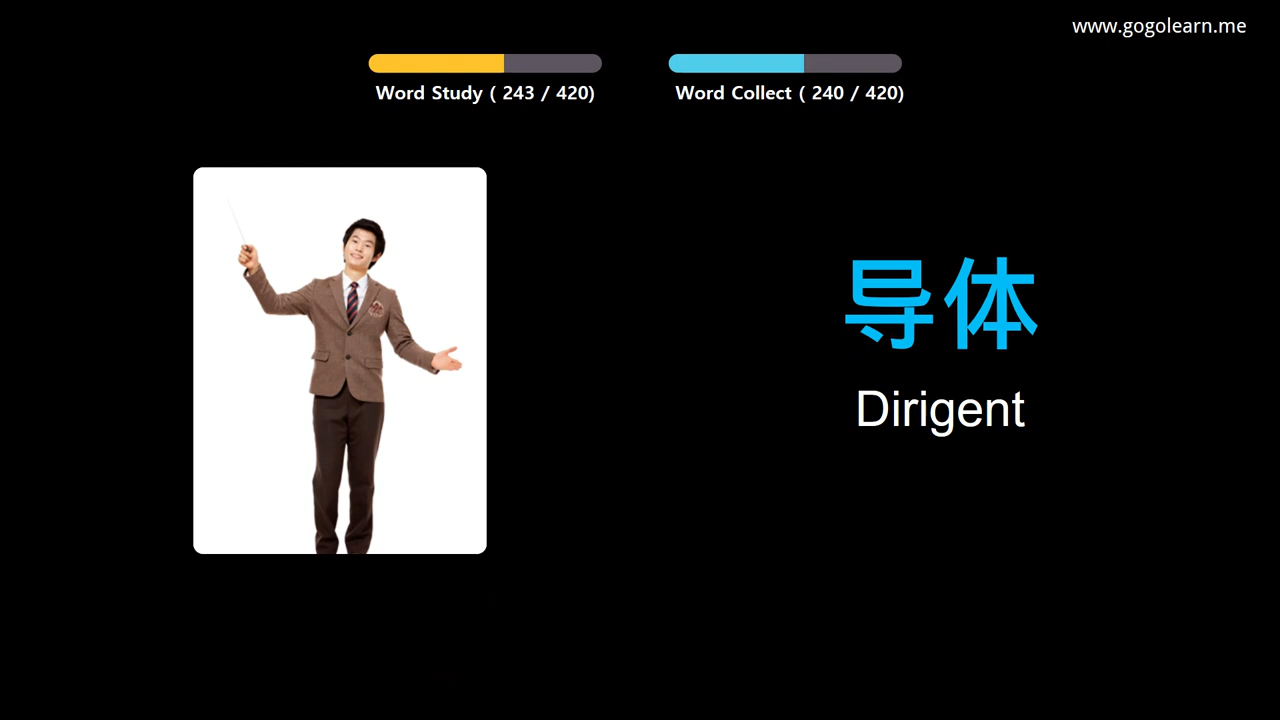 www.gogolearn.me
Word Study ( 243 / 420)
Word Collect ( 240 / 420)
导体
Dirigent